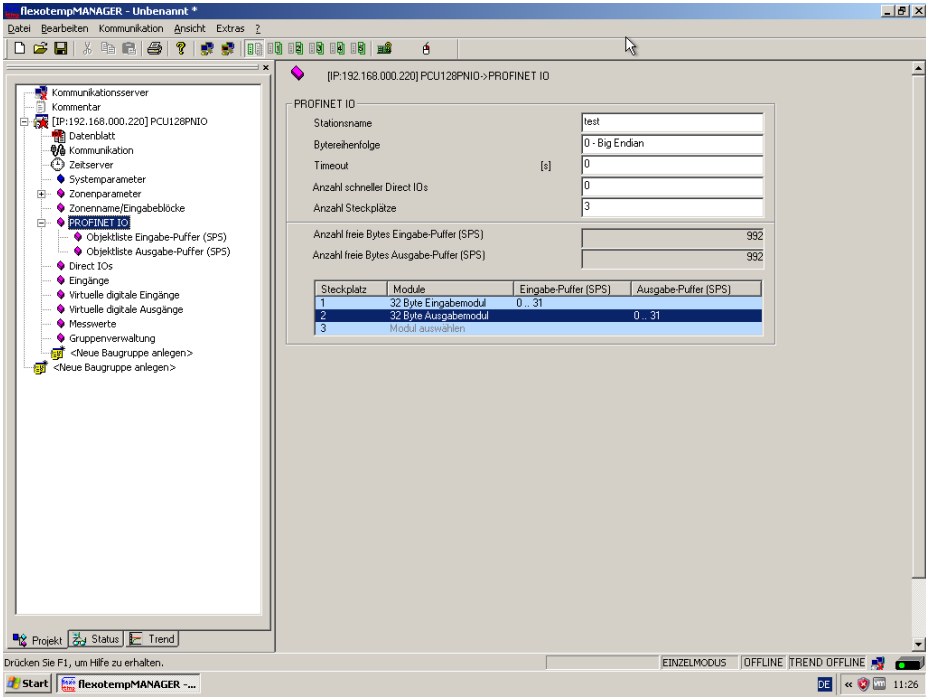 flexotempMANAGER - Unbenannt *
Datei Bearbeiten Kommunikation Ansicht Extras ?
[IP:192.168.000.220] PCU128PNIO->PROFINET IO
Kommunikationsserver
Kommentar
[IP:192.168.000.220] PCU128PNIO
Datenblatt
Kommunikation
Zeitserver
Systemparameter
Zonenparameter
Zonenname/Eingabeblöcke
PROFINET IO
Objektliste Eingabe-Puffer (SPS)
Objektliste Ausgabe-Puffer (SPS)
Direct IOs
Eingänge
Virtuelle digitale Eingänge
Virtuelle digitale Ausgänge
Messwerte
Gruppenverwaltung
<Neue Baugruppe anlegen>
<Neue Baugruppe anlegen>
PROFINET IO
Stationsname test
Bytereihenfolge 0 - Big Endian
Timeout [s] 0
Anzahl schneller Direct IOs 0
Anzahl Steckplätze 3
Anzahl freie Bytes Eingabe-Puffer (SPS) 992
Anzahl freie Bytes Ausgabe-Puffer (SPS) 992
Steckplatz Module Eingabe-Puffer (SPS) Ausgabe-Puffer (SPS)
1 32 Byte Eingabemodul 0 .. 31
2 32 Byte Ausgabemodul 0 .. 31
3 Modul auswählen
Projekt Status Trend
Drücken Sie F1, um Hilfe zu erhalten. EINZELMODUS OFFLINE TREND OFFLINE
Start flexotempMANAGER -... DE « 11:26